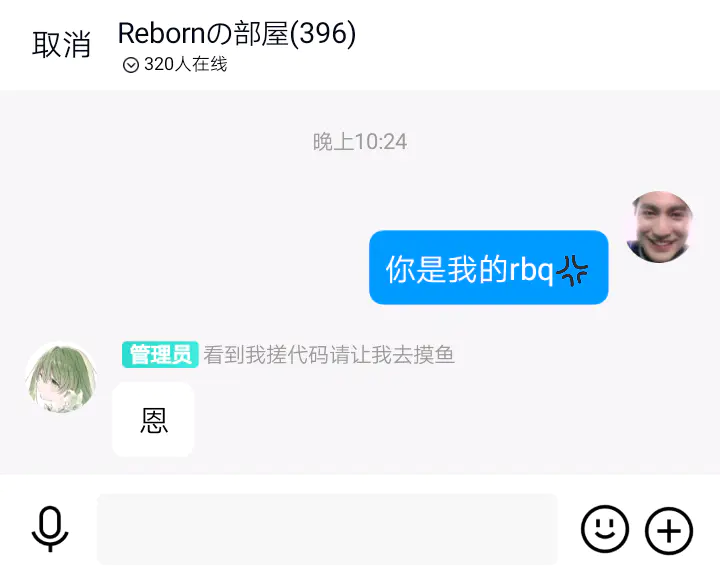 取消
Rebornの部屋(396)
320人在线
晚上10:24
你是我的rbq💢
管理员 看到我搓代码请让我去摸鱼
恩